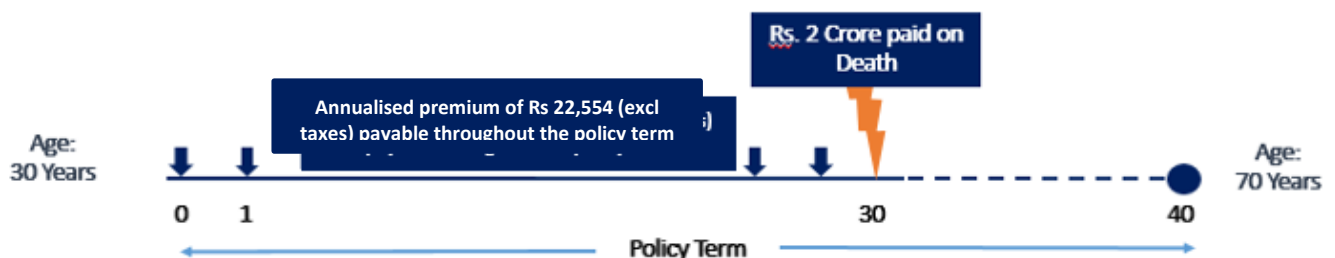 Rs. 2 Crore paid on
Death
Annualised premium of Rs 22,554 (excl
taxes) payable throughout the policy term
Age:
30 Years
Age:
70 Years
0 1 30 40
Policy Term